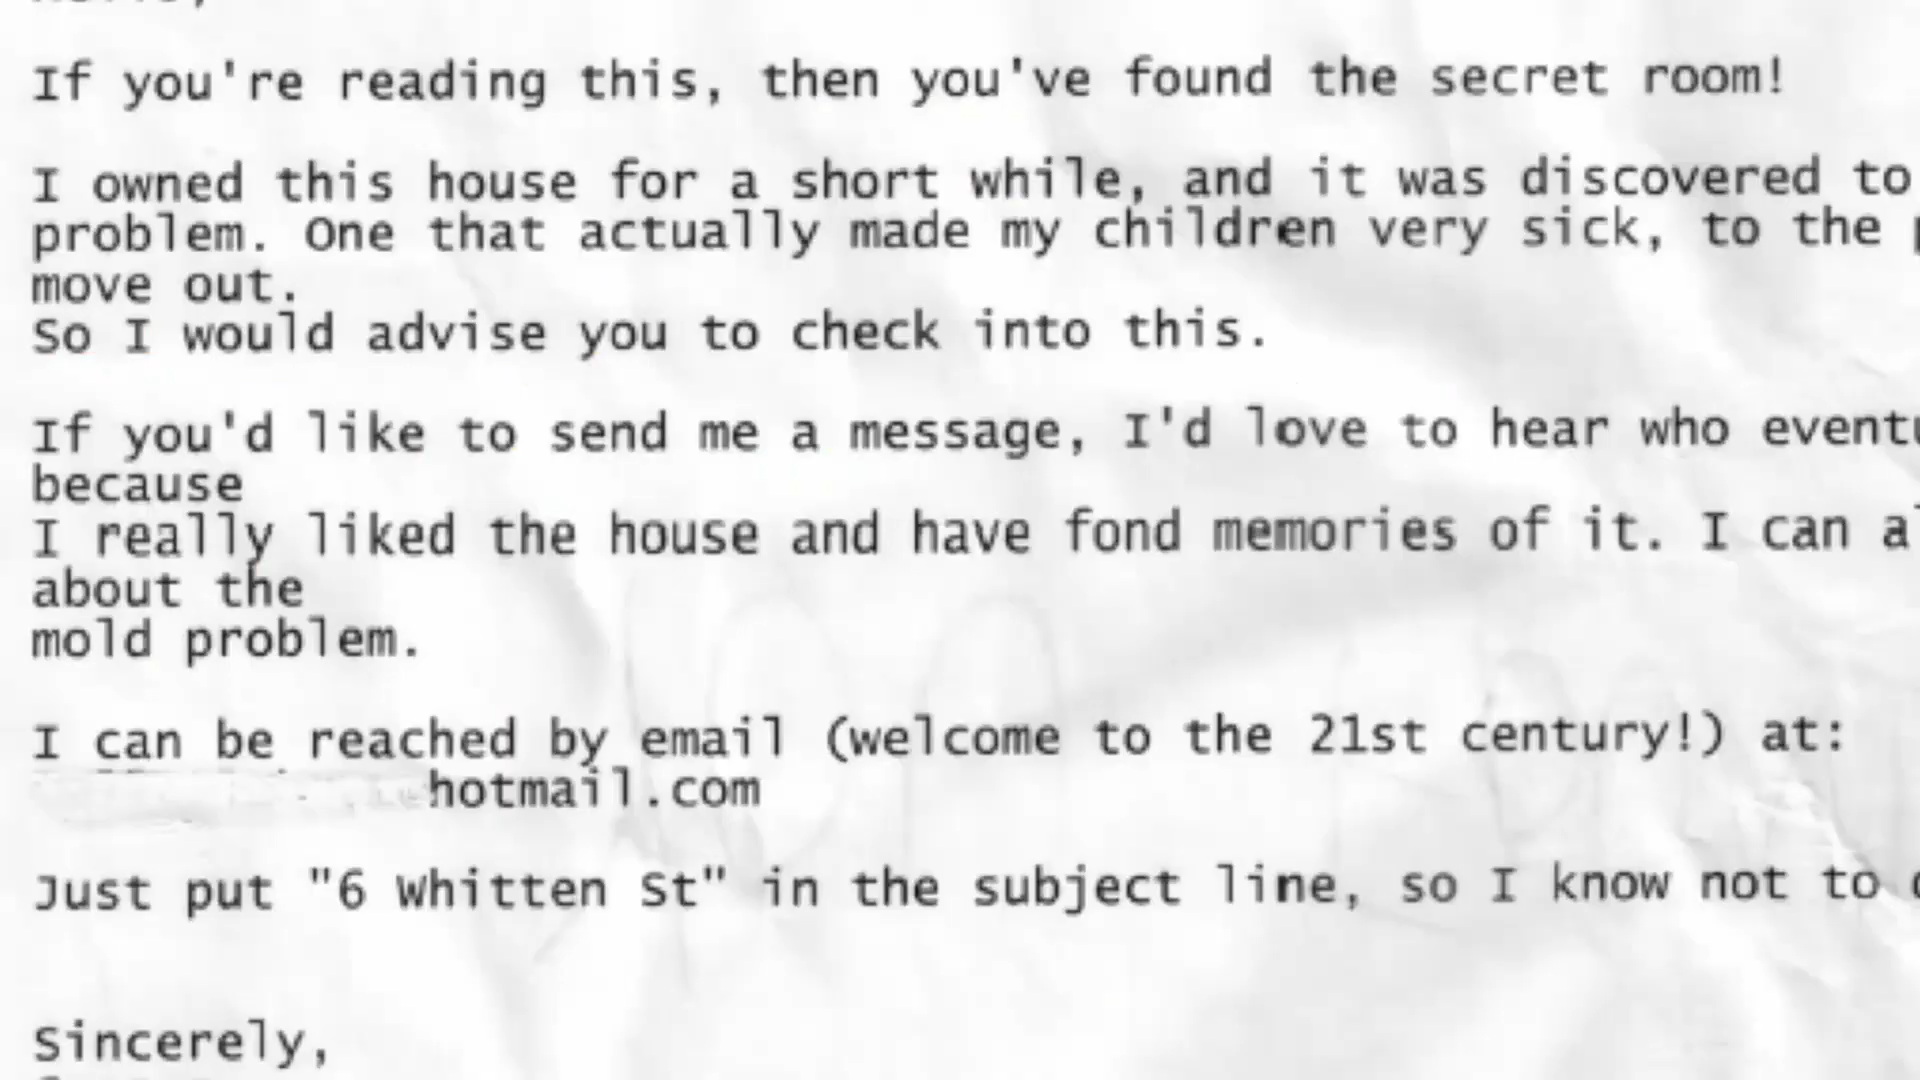 If you're reading this, then you've found the secret room!
I owned this house for a short while, and it was discovered to
problem. One that actually made my children very sick, to the
move out.
So I would advise you to check into this.
If you'd like to send me a message, I'd love to hear who
because
I really liked the house and have fond memories of it. I can
about the
mold problem.
I can be reached by email (welcome to the 21st century!) at:
hotmail.com
Just put "6 Whitten St" in the subject line, so I know not to
Sincerely,